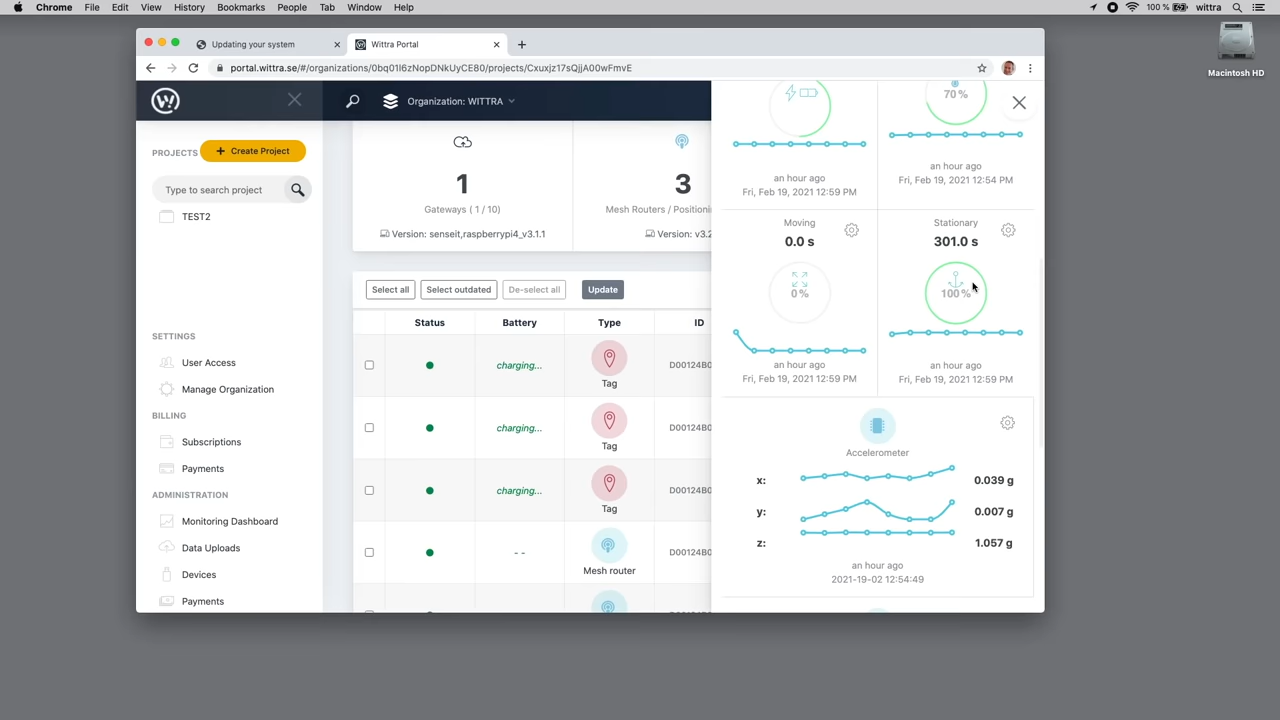 Chrome File Edit View History Bookmarks People Tab Window Help
100 % wittra
Updating your system
Wittra Portal
portal.wittra.se/#/organizations/0bq01l6zNopDNkUyCE80/projects/Cxuxjz17sQjjA00wFmvE
Macintosh HD
Organization: WITTRA
PROJECTS
+ Create Project
Type to search project
TEST2
SETTINGS
User Access
Manage Organization
BILLING
Subscriptions
Payments
ADMINISTRATION
Monitoring Dashboard
Data Uploads
Devices
Payments
1
Gateways ( 1 / 10)
Version: senseit,raspberrypi4_v3.1.1
3
Mesh Routers / Positioni
Version: v3.2
Select all
Select outdated
De-select all
Update
Status Battery Type ID
charging... Tag D00124B0
charging... Tag D00124B0
charging... Tag D00124B0
- - Mesh router D00124B0
70 %
an hour ago
Fri, Feb 19, 2021 12:59 PM
an hour ago
Fri, Feb 19, 2021 12:54 PM
Moving
0.0 s
0 %
an hour ago
Fri, Feb 19, 2021 12:59 PM
Stationary
301.0 s
100 %
an hour ago
Fri, Feb 19, 2021 12:59 PM
Accelerometer
x: 0.039 g
y: 0.007 g
z: 1.057 g
an hour ago
2021-19-02 12:54:49